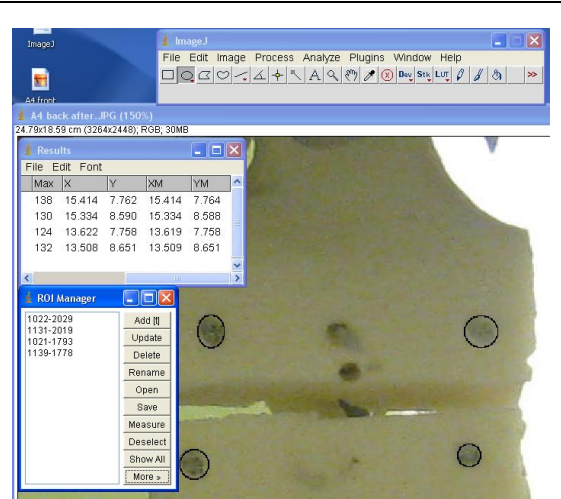 ImageJ
A4 front
ImageJ
File Edit Image Process Analyze Plugins Window Help
A Dev Stk LUT >>
A4 back after..JPG (150%)
24.79x18.59 cm (3264x2448); RGB; 30MB
Results
File Edit Font
Max X Y XM YM
138 15.414 7.762 15.414 7.764
130 15.334 8.590 15.334 8.588
124 13.622 7.758 13.619 7.758
132 13.508 8.651 13.509 8.651
ROI Manager
1022-2029
1131-2019
1021-1793
1139-1778
Add [t]
Update
Delete
Rename
Open
Save
Measure
Deselect
Show All
More »